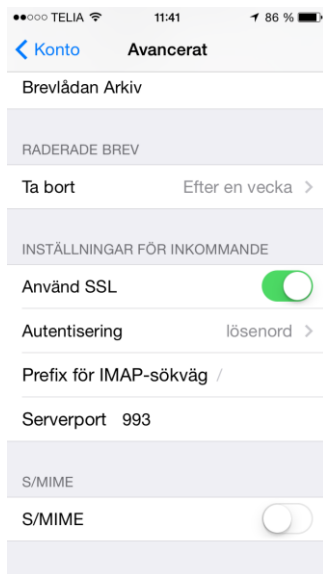 TELIA 11:41 86 %
Konto Avancerat
Brevlådan Arkiv
RADERADE BREV
Ta bort Efter en vecka
INSTÄLLNINGAR FÖR INKOMMANDE
Använd SSL
Autentisering lösenord
Prefix för IMAP-sökväg /
Serverport 993
S/MIME
S/MIME